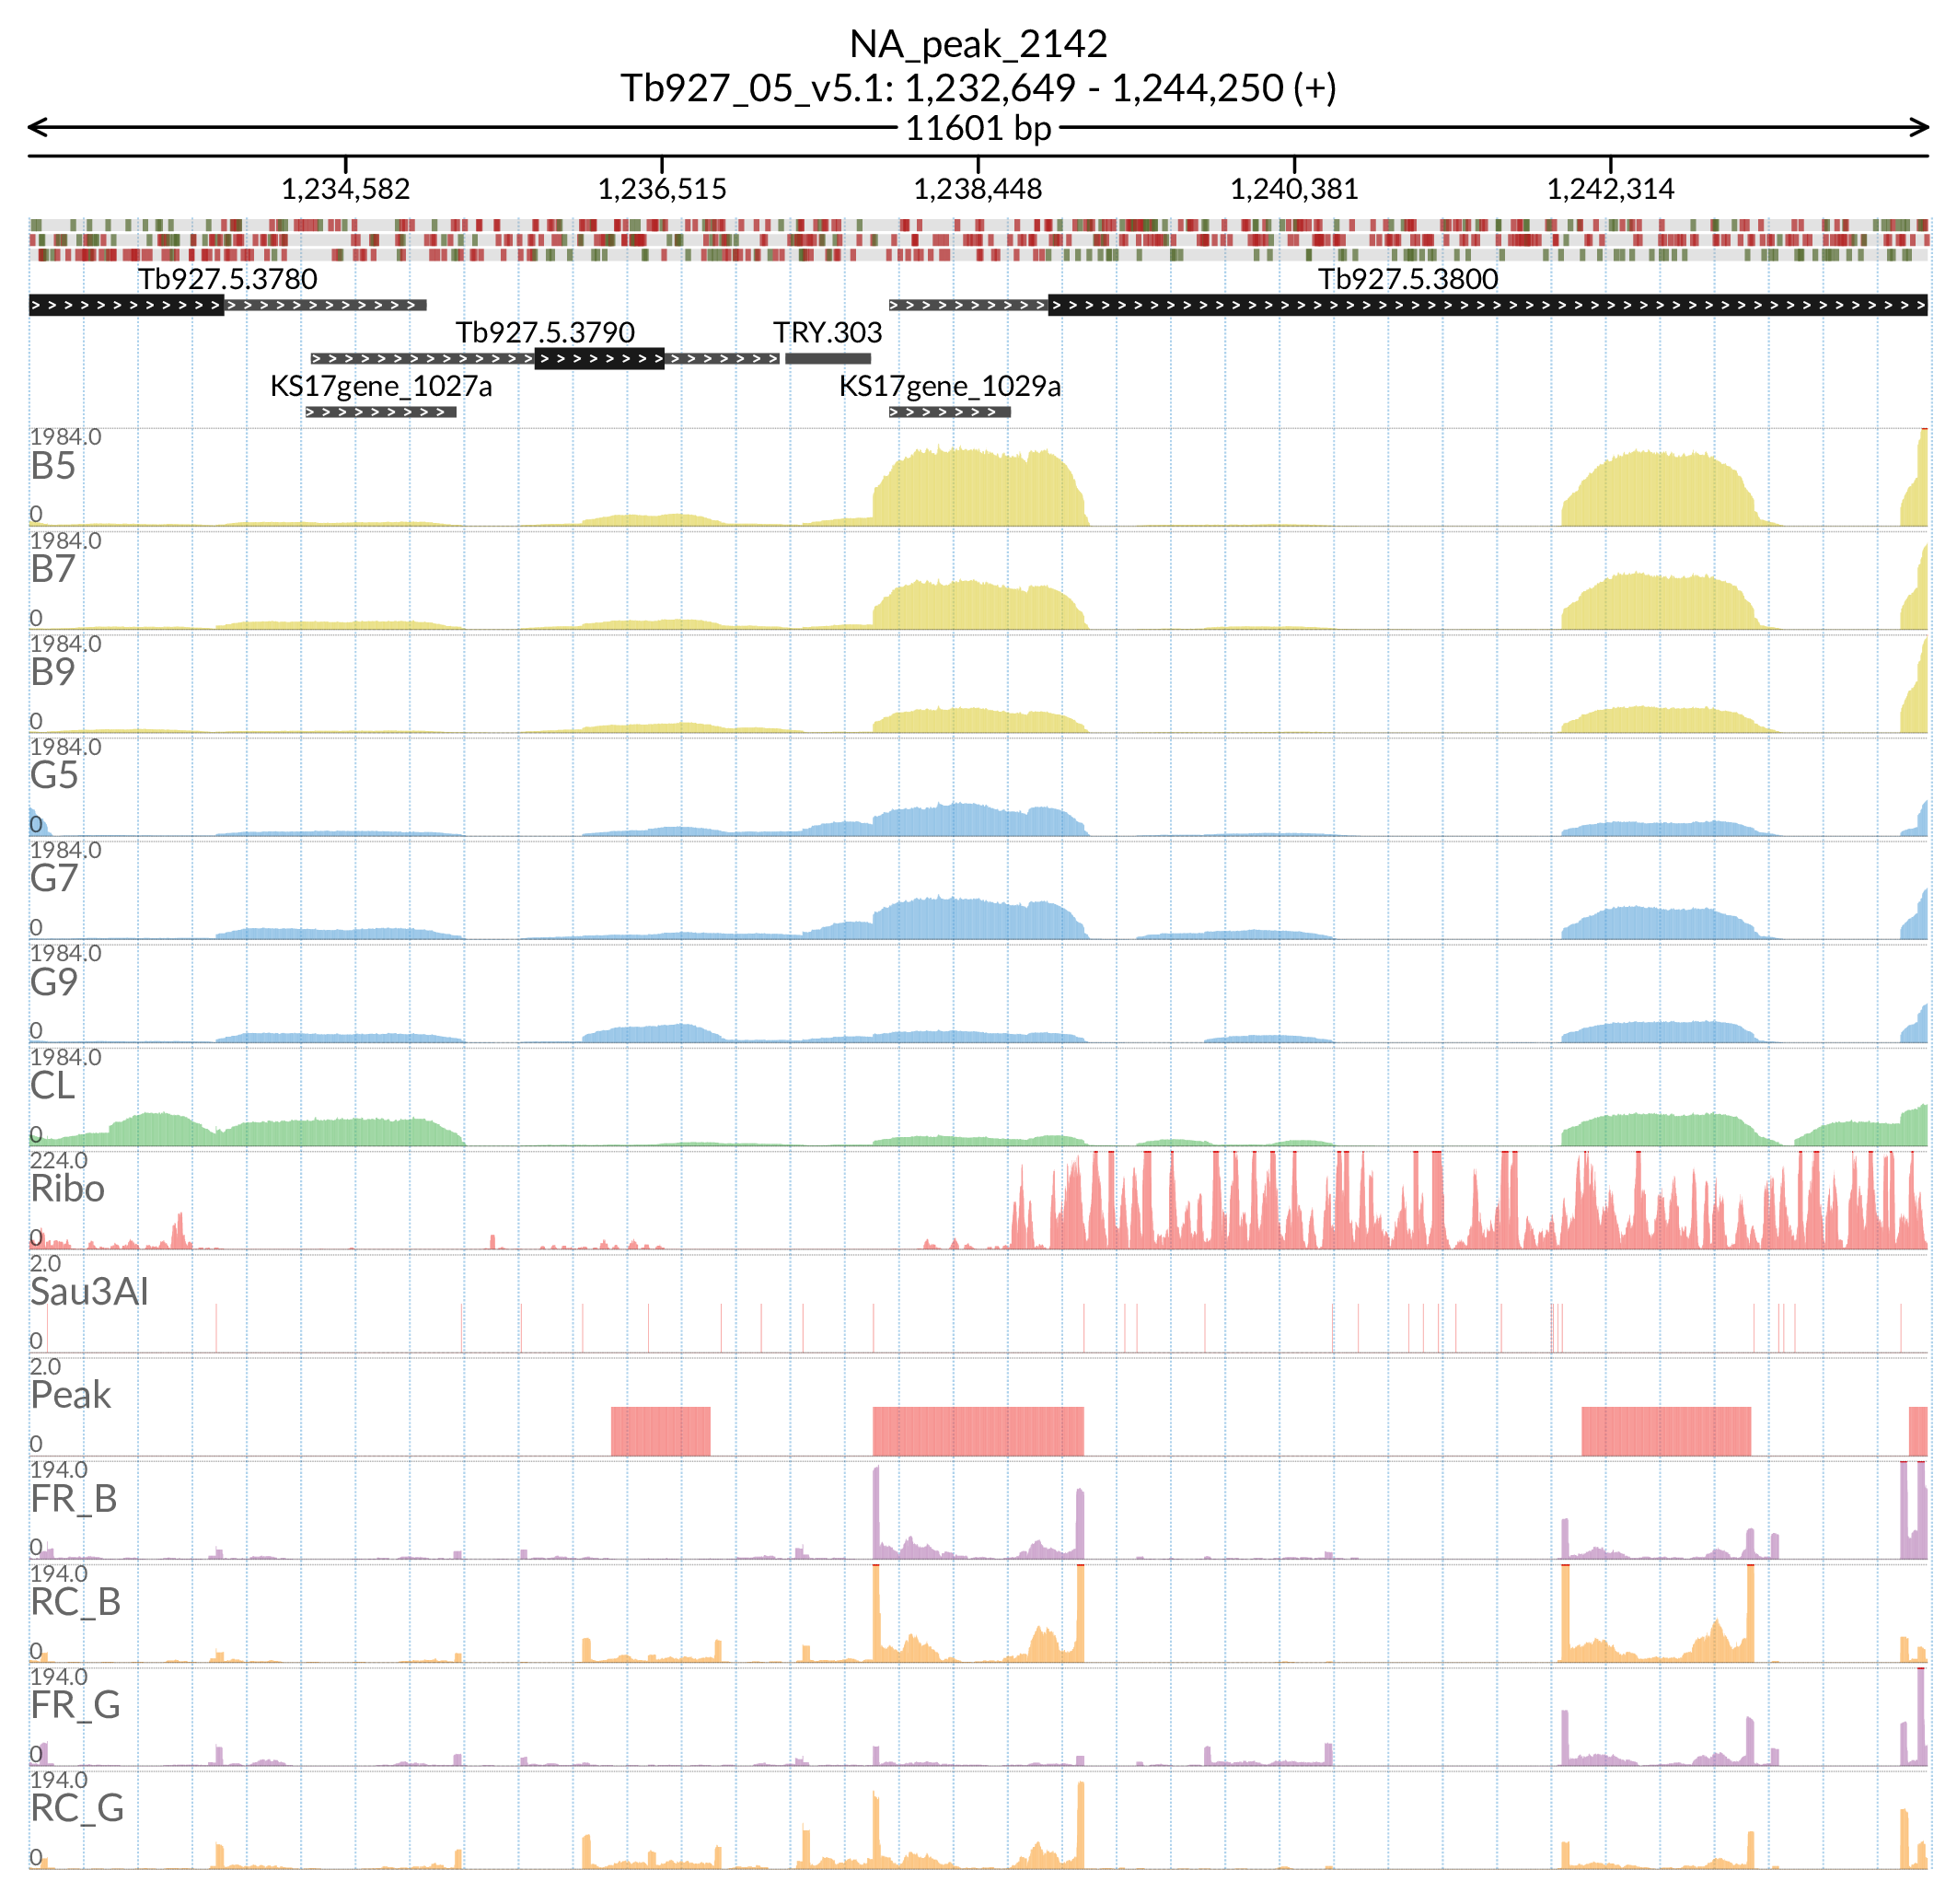 NA_peak_2142
Tb927_05_v5.1: 1,232,649 - 1,244,250 (+)
11601 bp
1,234,582 1,236,515 1,238,448 1,240,381 1,242,314
Tb927.5.3780 Tb927.5.3800
Tb927.5.3790 TRY.303
KS17gene_1027a KS17gene_1029a
1984.0
B5
0
1984.0
B7
0
1984.0
B9
0
1984.0
G5
0
1984.0
G7
0
1984.0
G9
0
1984.0
CL
0
224.0
Ribo
0
2.0
Sau3AI
0
2.0
Peak
0
194.0
FR_B
0
194.0
RC_B
0
194.0
FR_G
0
194.0
RC_G
0